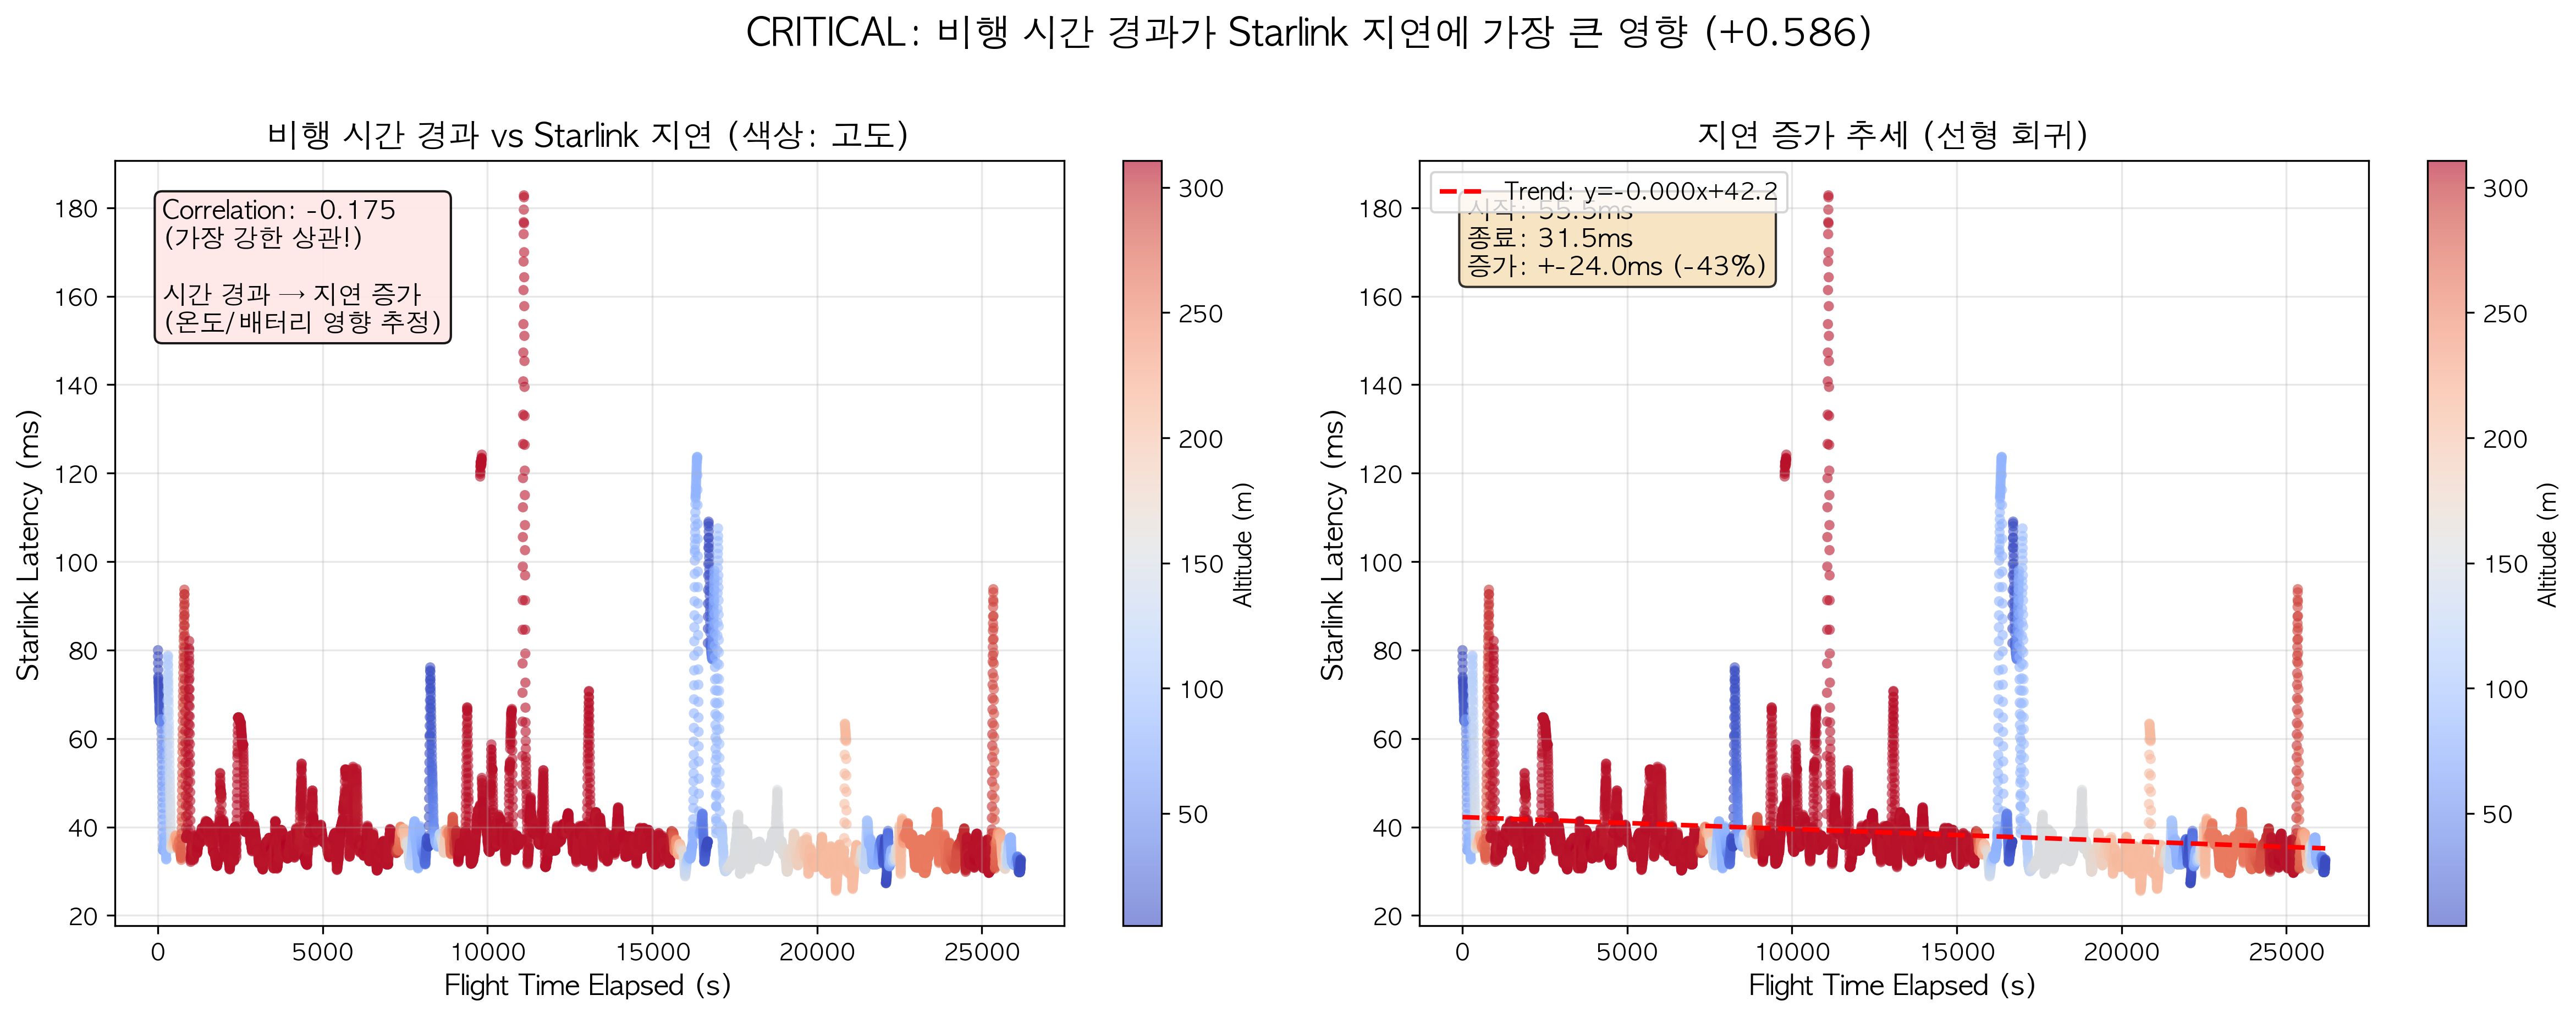 CRITICAL: 비행 시간 경과가 Starlink 지연에 가장 큰 영향 (+0.586)
비행 시간 경과 vs Starlink 지연 (색상: 고도)
Correlation: -0.175
(가장 강한 상관!)
시간 경과 → 지연 증가
(온도/배터리 영향 추정)
Starlink Latency (ms)
180
160
140
120
100
80
60
40
20
0
5000
10000
15000
20000
25000
Flight Time Elapsed (s)
300
250
200
150
100
50
Altitude (m)
지연 증가 추세 (선형 회귀)
Trend: y=-0.000x+42.2
시작: 55.5ms
종료: 31.5ms
증가: +-24.0ms (-43%)
Starlink Latency (ms)
180
160
140
120
100
80
60
40
20
0
5000
10000
15000
20000
25000
Flight Time Elapsed (s)
300
250
200
150
100
50
Altitude (m)